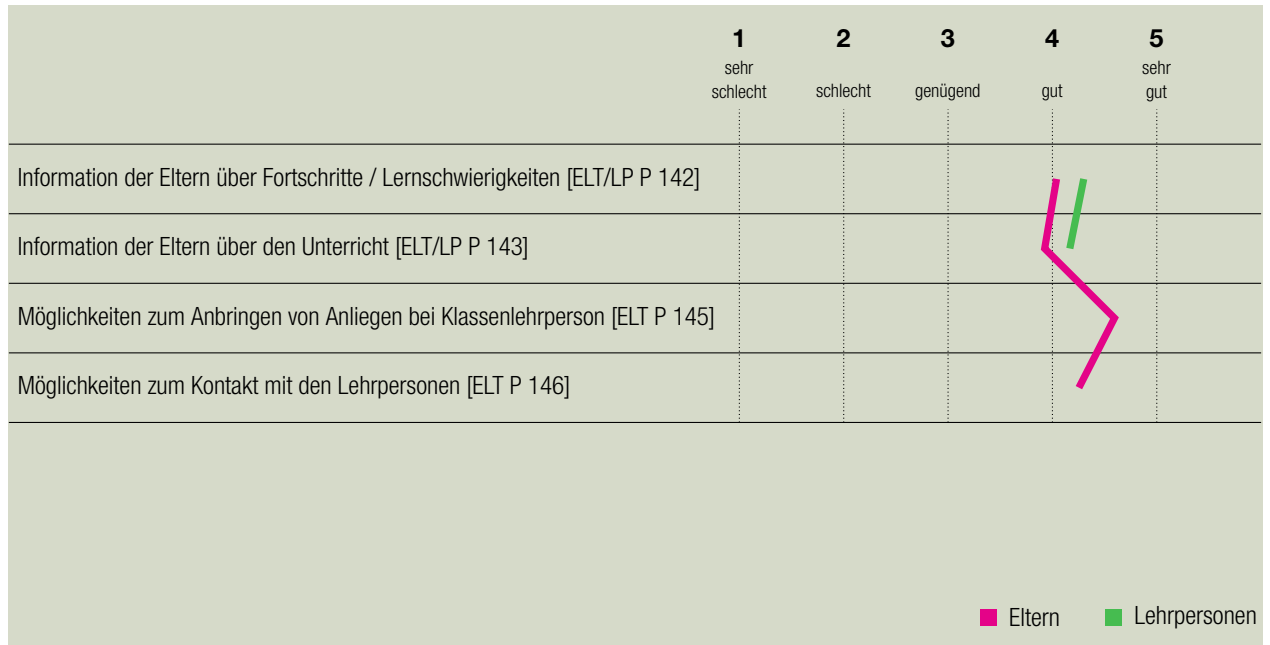 1 2 3 4 5
sehr schlecht schlecht genügend gut sehr gut
Information der Eltern über Fortschritte / Lernschwierigkeiten [ELT/LP P 142]
Information der Eltern über den Unterricht [ELT/LP P 143]
Möglichkeiten zum Anbringen von Anliegen bei Klassenlehrperson [ELT P 145]
Möglichkeiten zum Kontakt mit den Lehrpersonen [ELT P 146]
Eltern Lehrpersonen